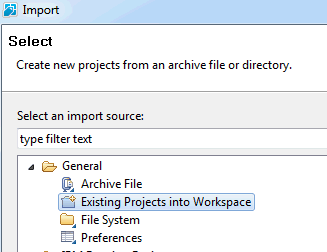 Import
Select
Create new projects from an archive file or directory.
Select an import source:
type filter text
General
Archive File
Existing Projects into Workspace
File System
Preferences